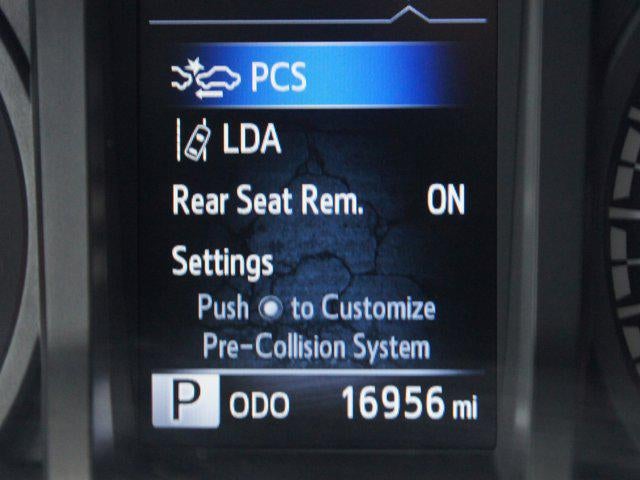 PCS
LDA
Rear Seat Rem. ON
Settings
Push to Customize
Pre-Collision System
P ODO 16956 mi